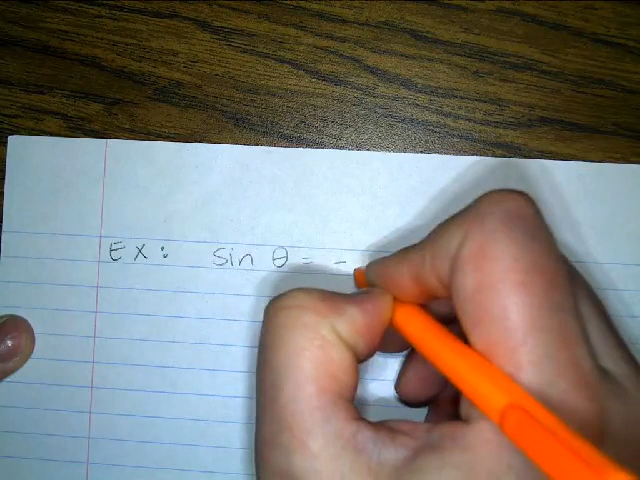 Ex: sin θ = -